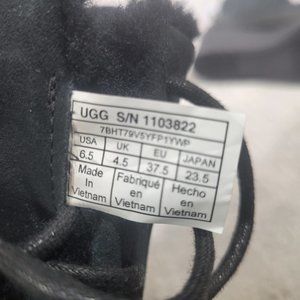 UGG S/N 1103822
7BHT79V5YFP1YWP
USA UK EU JAPAN
6.5 4.5 37.5 23.5
Made Fabriqué Hecho
In en en
Vietnam Vietnam Vietnam